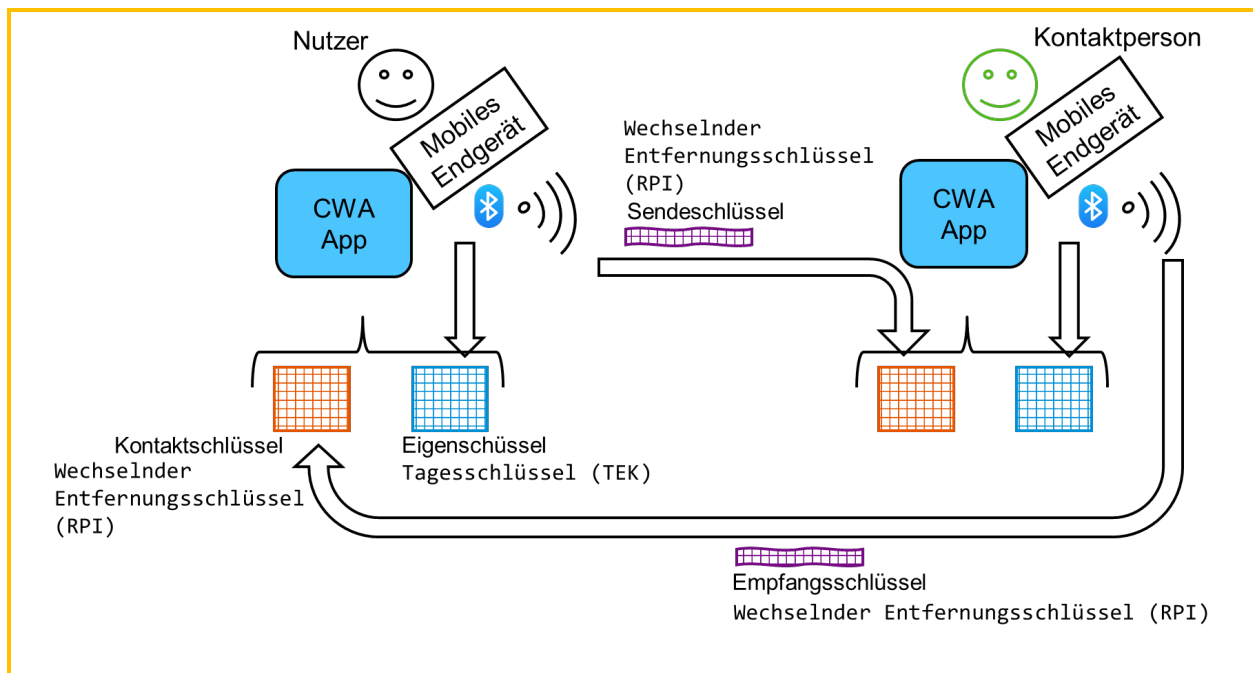 Nutzer
Mobiles
Endgerät
CWA
App
Wechselnder
Entfernungsschlüssel
(RPI)
Sendeschlüssel
Kontaktperson
Mobiles
Endgerät
CWA
App
Kontaktschlüssel
Wechselnder
Entfernungsschlüssel
(RPI)
Eigenschüssel
Tagesschlüssel (TEK)
Empfangsschlüssel
Wechselnder Entfernungsschlüssel (RPI)